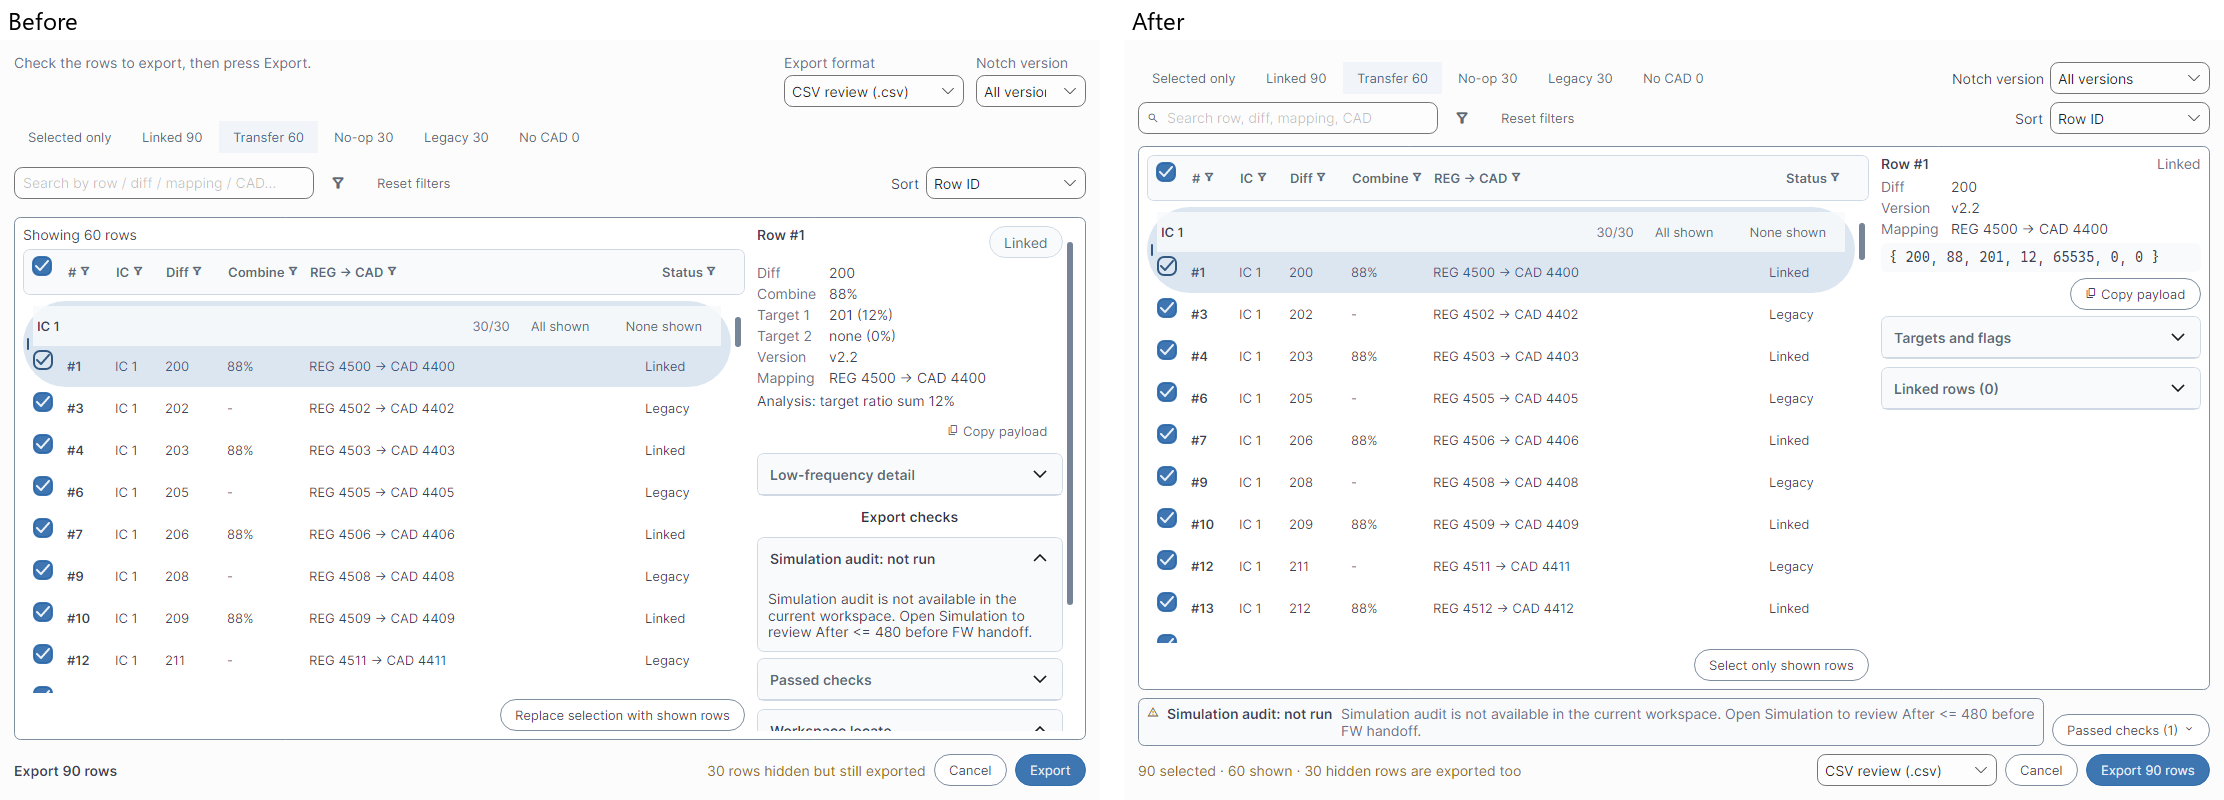 Before
Check the rows to export, then press Export.
Export format
Notch version
CSV review (.csv)
All versior
Selected only
Linked 90
Transfer 60
No-op 30
Legacy 30
No CAD 0
Search by row / diff / mapping / CAD...
Reset filters
Sort
Row ID
Showing 60 rows
# IC Diff Combine REG → CAD Status
IC 1 30/30 All shown None shown
#1 IC 1 200 88% REG 4500 → CAD 4400 Linked
#3 IC 1 202 - REG 4502 → CAD 4402 Legacy
#4 IC 1 203 88% REG 4503 → CAD 4403 Linked
#6 IC 1 205 - REG 4505 → CAD 4405 Legacy
#7 IC 1 206 88% REG 4506 → CAD 4406 Linked
#9 IC 1 208 - REG 4508 → CAD 4408 Legacy
#10 IC 1 209 88% REG 4509 → CAD 4409 Linked
#12 IC 1 211 - REG 4511 → CAD 4411 Legacy
Replace selection with shown rows
Row #1
Linked
Diff 200
Combine 88%
Target 1 201 (12%)
Target 2 none (0%)
Version v2.2
Mapping REG 4500 → CAD 4400
Analysis: target ratio sum 12%
Copy payload
Low-frequency detail
Export checks
Simulation audit: not run
Simulation audit is not available in the
current workspace. Open Simulation to
review After <= 480 before FW handoff.
Passed checks
Workspace locate
Export 90 rows
30 rows hidden but still exported
Cancel
Export
After
Selected only
Linked 90
Transfer 60
No-op 30
Legacy 30
No CAD 0
Notch version
All versions
Search row, diff, mapping, CAD
Reset filters
Sort
Row ID
# IC Diff Combine REG → CAD Status
IC 1 30/30 All shown None shown
#1 IC 1 200 88% REG 4500 → CAD 4400 Linked
#3 IC 1 202 - REG 4502 → CAD 4402 Legacy
#4 IC 1 203 88% REG 4503 → CAD 4403 Linked
#6 IC 1 205 - REG 4505 → CAD 4405 Legacy
#7 IC 1 206 88% REG 4506 → CAD 4406 Linked
#9 IC 1 208 - REG 4508 → CAD 4408 Legacy
#10 IC 1 209 88% REG 4509 → CAD 4409 Linked
#12 IC 1 211 - REG 4511 → CAD 4411 Legacy
#13 IC 1 212 88% REG 4512 → CAD 4412 Linked
Select only shown rows
Row #1
Linked
Diff 200
Version v2.2
Mapping REG 4500 → CAD 4400
{ 200, 88, 201, 12, 65535, 0, 0 }
Copy payload
Targets and flags
Linked rows (0)
Simulation audit: not run Simulation audit is not available in the current workspace. Open Simulation to review After <= 480 before
FW handoff.
Passed checks (1)
90 selected · 60 shown · 30 hidden rows are exported too
CSV review (.csv)
Cancel
Export 90 rows